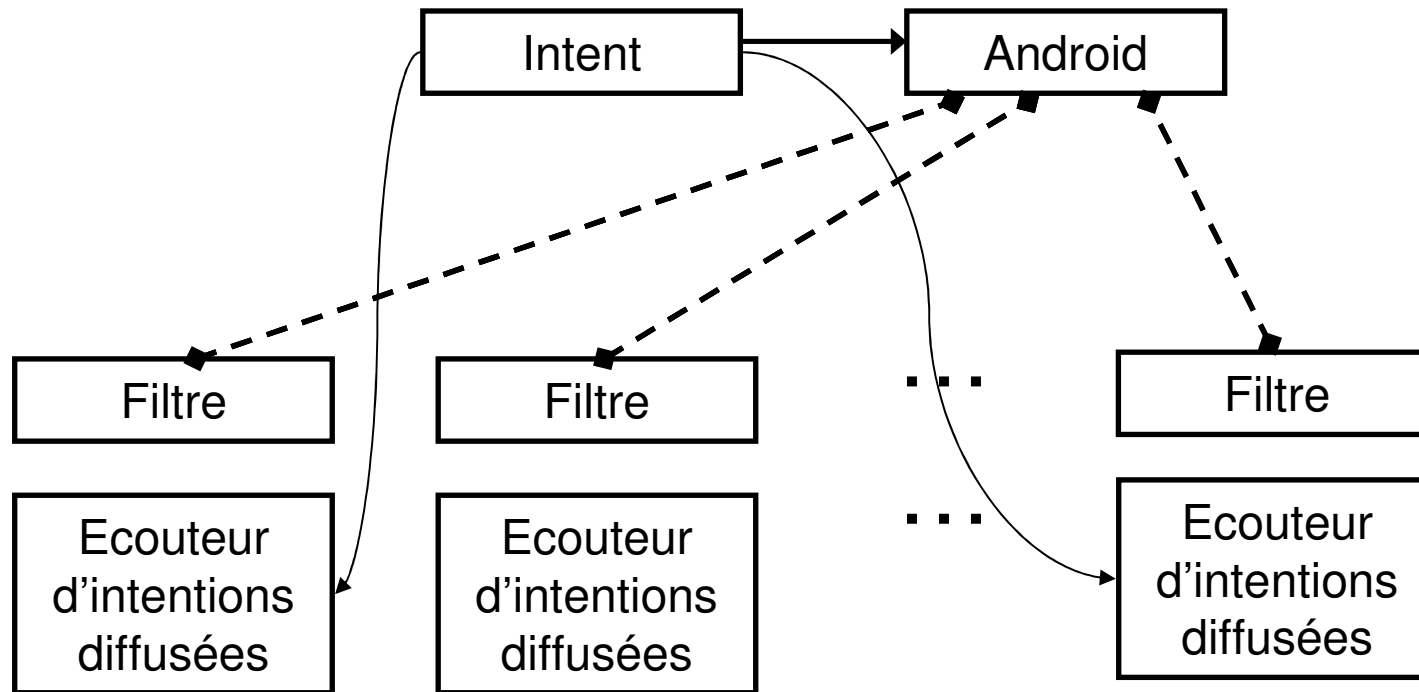 Intent
Android
Filtre
Filtre
...
Filtre
Ecouteur
d’intentions
diffusées
Ecouteur
d’intentions
diffusées
...
Ecouteur
d’intentions
diffusées